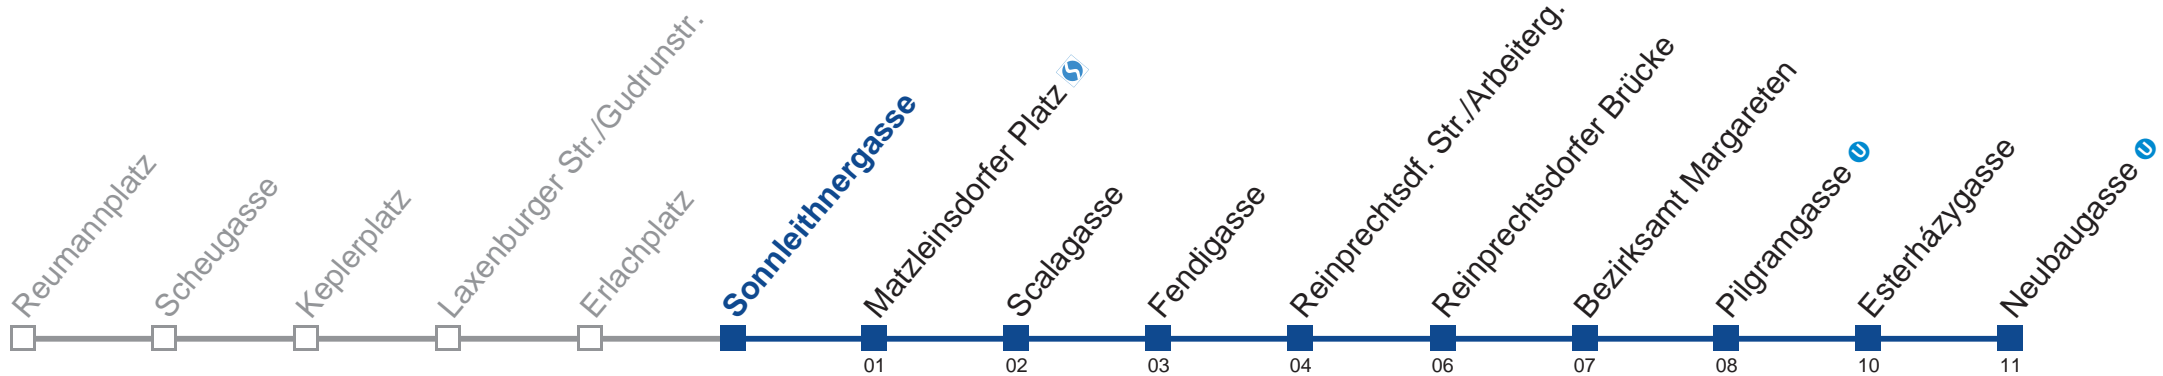 Reumannplatz
Scheugasse
Keplerplatz
Laxenburger Str./Gudrunstr.
Erlachplatz
Sonnleithnergasse
Matzleinsdorfer Platz S
Scalagasse
Fendigasse
Reinprechtsdf. Str./Arbeiterg.
Reinprechtsdorfer Brücke
Bezirksamt Margareten
Pilgramgasse U
Esterházygasse
Neubaugasse U
01 02 03 04 06 07 08 10 11